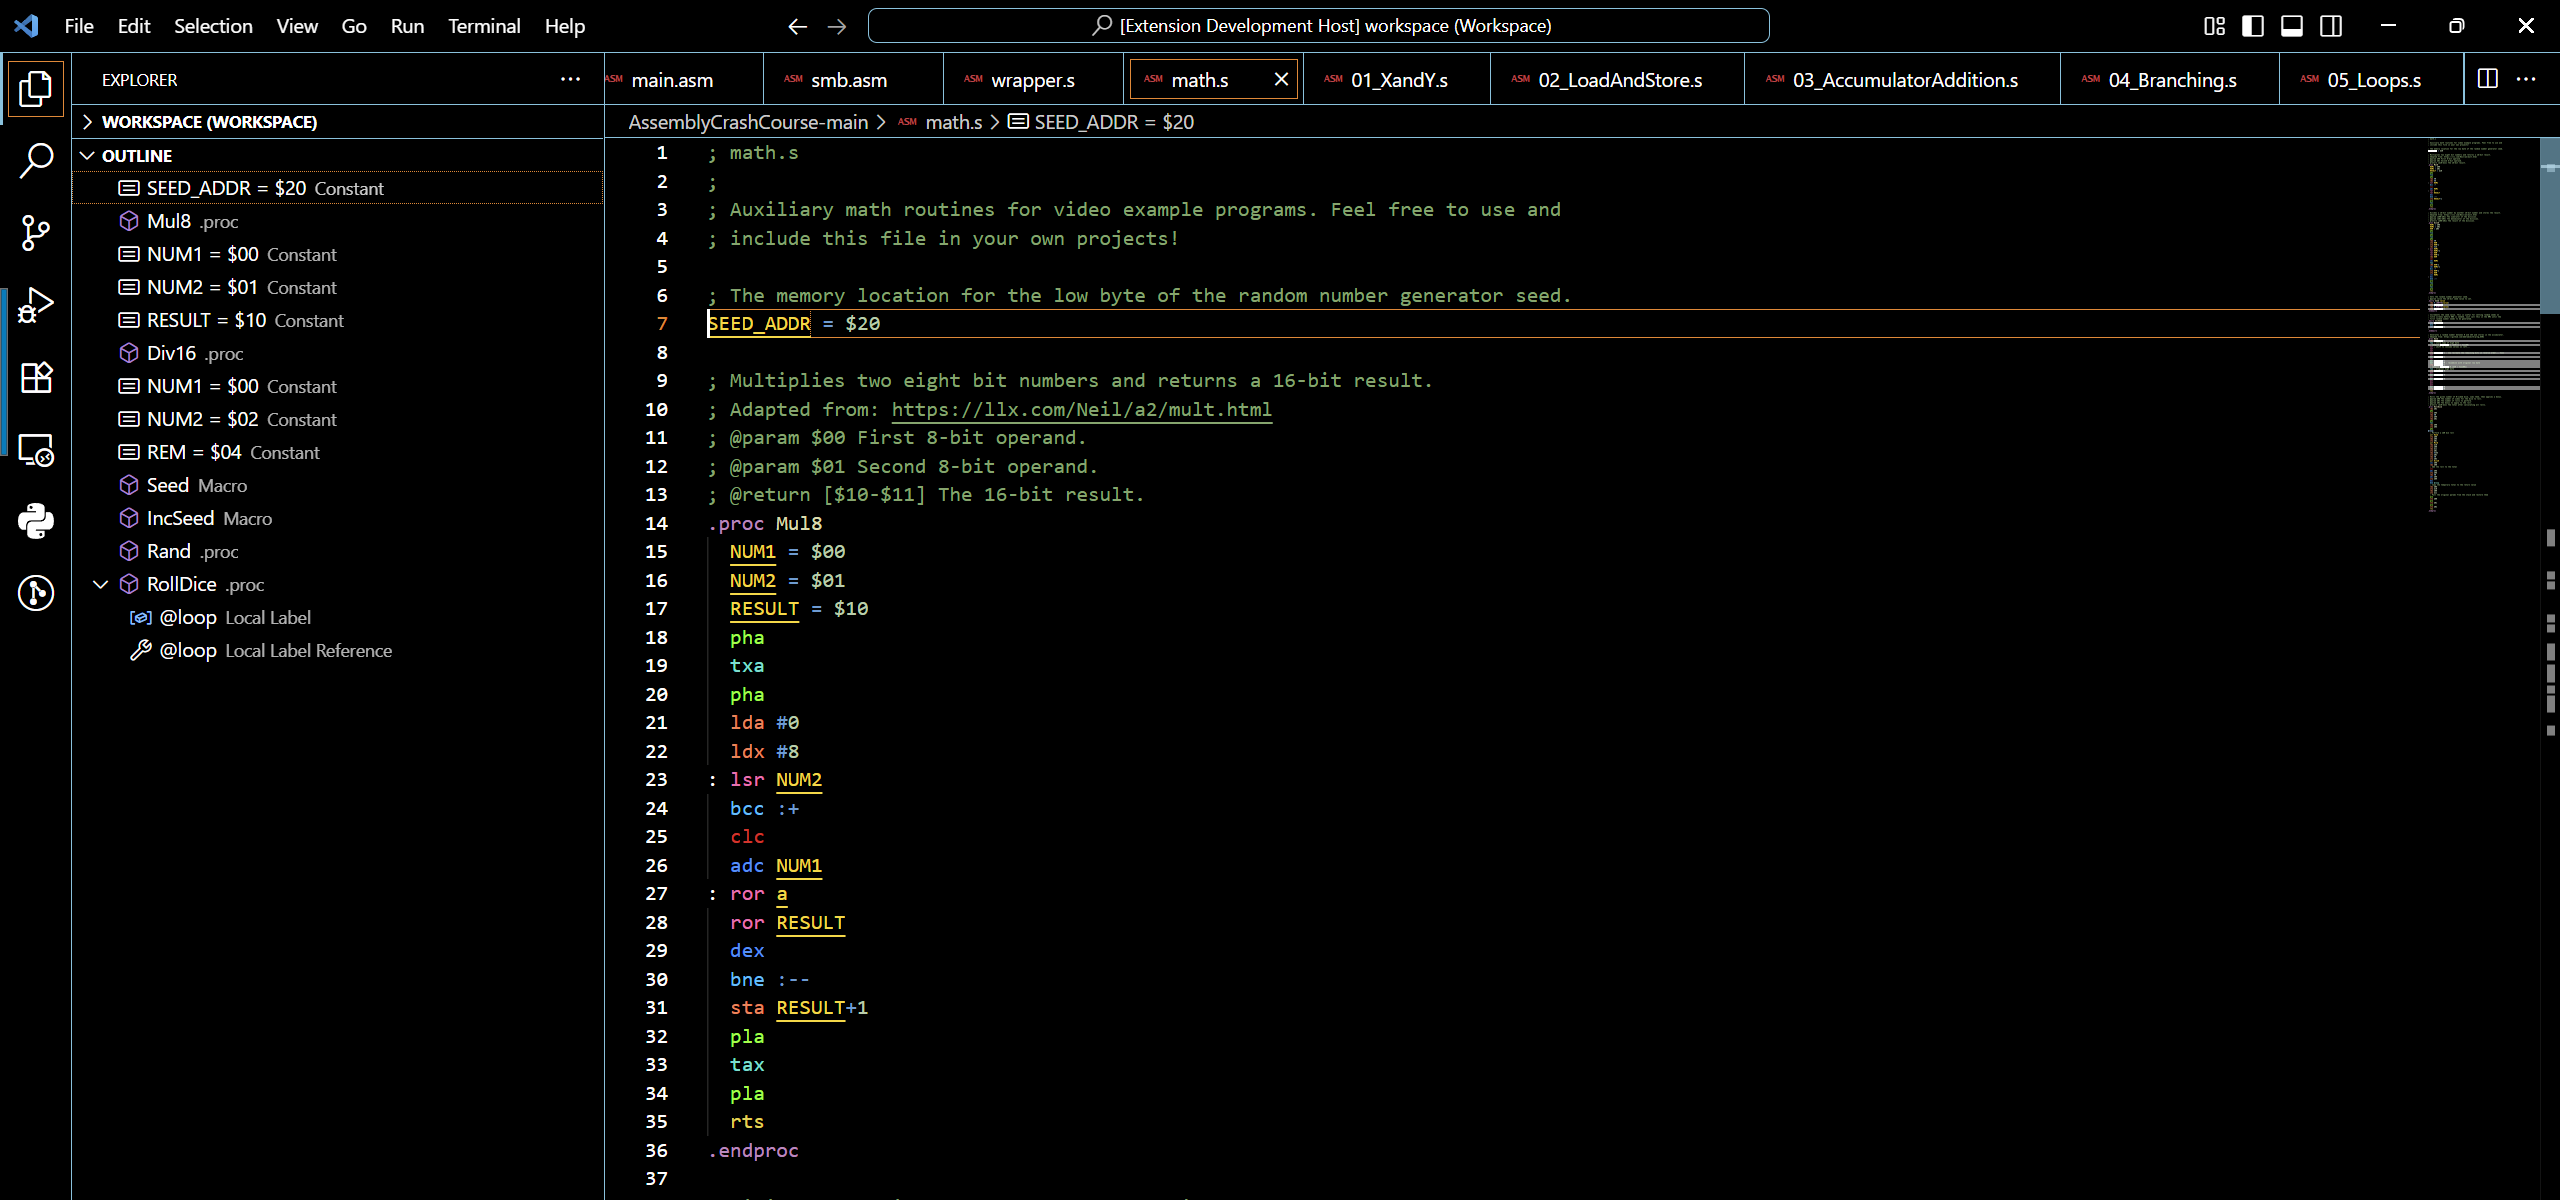 File Edit Selection View Go Run Terminal Help [Extension Development Host] workspace (Workspace)
EXPLORER
ASM main.asm ASM smb.asm ASM wrapper.s ASM math.s ASM 01_XandY.s ASM 02_LoadAndStore.s ASM 03_AccumulatorAddition.s ASM 04_Branching.s ASM 05_Loops.s
WORKSPACE (WORKSPACE)
OUTLINE
SEED_ADDR = $20 Constant
Mul8 .proc
NUM1 = $00 Constant
NUM2 = $01 Constant
RESULT = $10 Constant
Div16 .proc
NUM1 = $00 Constant
NUM2 = $02 Constant
REM = $04 Constant
Seed Macro
IncSeed Macro
Rand .proc
RollDice .proc
@loop Local Label
@loop Local Label Reference
AssemblyCrashCourse-main > ASM math.s > SEED_ADDR = $20
1 ; math.s
2 ;
3 ; Auxiliary math routines for video example programs. Feel free to use and
4 ; include this file in your own projects!
5
6 ; The memory location for the low byte of the random number generator seed.
7 SEED_ADDR = $20
8
9 ; Multiplies two eight bit numbers and returns a 16-bit result.
10 ; Adapted from: https://llx.com/Neil/a2/mult.html
11 ; @param $00 First 8-bit operand.
12 ; @param $01 Second 8-bit operand.
13 ; @return [$10-$11] The 16-bit result.
14 .proc Mul8
15 NUM1 = $00
16 NUM2 = $01
17 RESULT = $10
18 pha
19 txa
20 pha
21 lda #0
22 ldx #8
23 : lsr NUM2
24 bcc :+
25 clc
26 adc NUM1
27 : ror a
28 ror RESULT
29 dex
30 bne :--
31 sta RESULT+1
32 pla
33 tax
34 pla
35 rts
36 .endproc
37